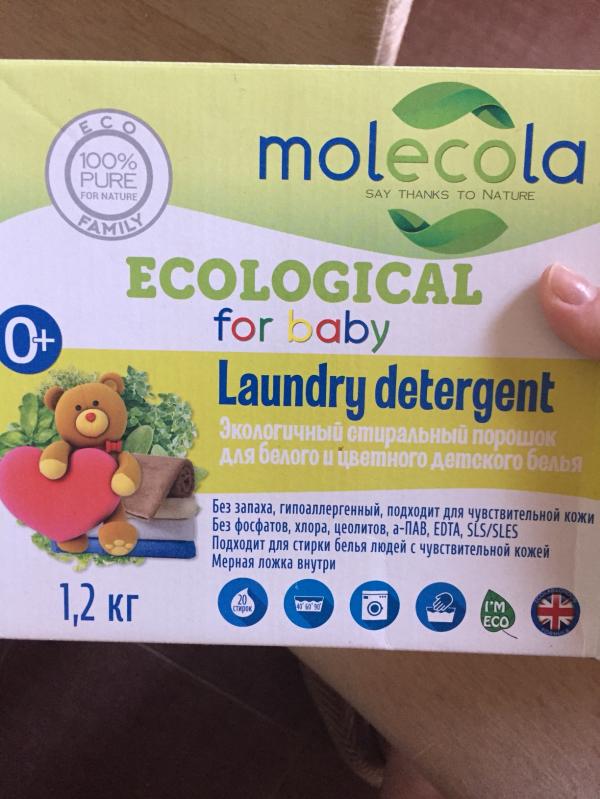 ECO
100%
PURE
FOR NATURE
FAMILY
molecola
SAY THANKS TO NATURE
ECOLOGICAL
for baby
0+
Laundry detergent
Экологичный стиральный порошок
для белого и цветного детского белья
Без запаха, гипоаллергенный, подходит для чувствительной кожи
Без фосфатов, хлора, цеолитов, а-ПАВ, EDTA, SLS/SLES
Подходит для стирки белья людей с чувствительной кожей
Мерная ложка внутри
1,2 кг
20
стирок
40° 60° 90°
I'M
ECO